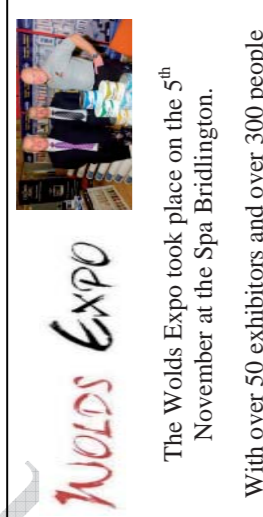 WOLDS EXPO
The Wolds Expo took place on the 5th
November at the Spa Bridlington.
With over 50 exhibitors and over 300 people